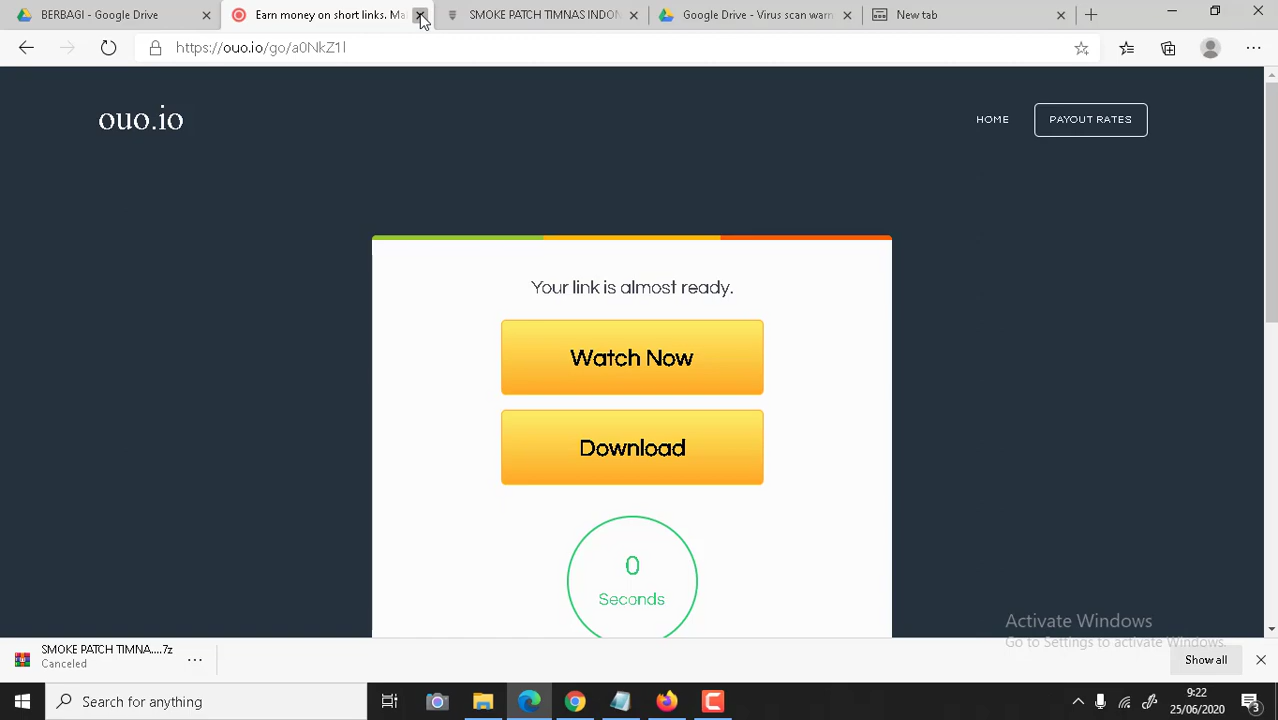 BERBAGI - Google Drive
Earn money on short links. Ma
SMOKE PATCH TIMNAS INDON
Google Drive - Virus scan warn
New tab
https://ouo.io/go/a0NkZ1l
ouo.io
HOME
PAYOUT RATES
Your link is almost ready.
Watch Now
Download
0
Seconds
Activate Windows
Go to Settings to activate Windows.
SMOKE PATCH TIMNA....7z
Canceled
Show all
Search for anything
9:22
25/06/2020
3